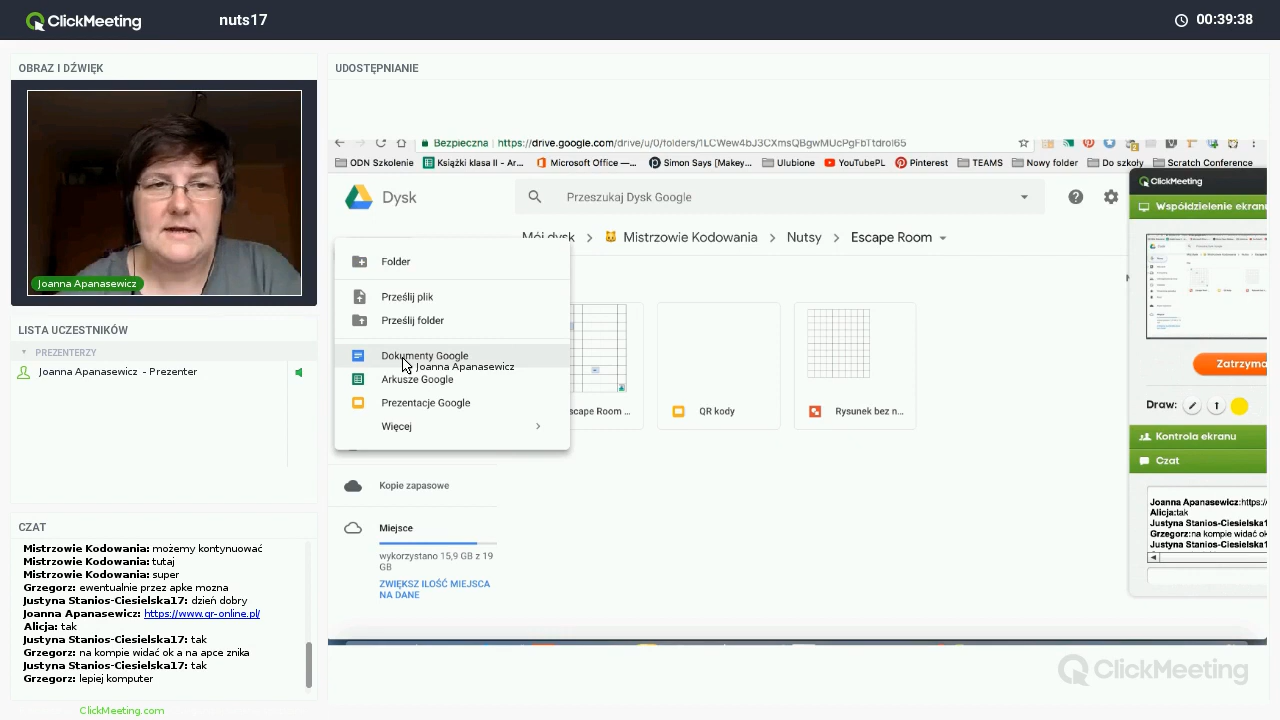 ClickMeeting
nuts17
00:39:38
OBRAZ I DŹWIĘK
Joanna Apanasewicz
LISTA UCZESTNIKÓW
PREZENTERZY
Joanna Apanasewicz - Prezenter
CZAT
Mistrzowie Kodowania: możemy kontynuować
Mistrzowie Kodowania: tutaj
Mistrzowie Kodowania: super
Grzegorz: ewentualnie przez apke mozna
Justyna Stanios-Ciesielska17: dzień dobry
Joanna Apanasewicz: https://www.qr-online.pl/
Alicja: tak
Justyna Stanios-Ciesielska17: tak
Grzegorz: na kompie widać ok a na apce znika
Justyna Stanios-Ciesielska17: tak
Grzegorz: lepiej komputer
ClickMeeting.com
UDOSTĘPNIANIE
Bezpieczna https://drive.google.com/drive/u/0/folders/1LCWew4bJ3CXmsQBgwMUcPgFbTtdrol65
ODN Szkolenie Książki klasa II - Ar... Microsoft Office —... Simon Says [Makey... Ulubione YouTubePL Pinterest TEAMS Nowy folder Do szkoły Scratch Conference
Dysk
Przeszukaj Dysk Google
Mój dysk > Mistrzowie Kodowania > Nutsy > Escape Room
Folder
Prześlij plik
Prześlij folder
Dokumenty Google
Joanna Apanasewicz
Arkusze Google
Prezentacje Google
Więcej
scape Room ...
QR kody
Rysunek bez n...
Kopie zapasowe
Miejsce
wykorzystano 15,9 GB z 19
GB
ZWIĘKSZ ILOŚĆ MIEJSCA
NA DANE
ClickMeeting
Współdzielenie ekranu
Zatrzyma
Draw:
Kontrola ekranu
Czat
Joanna Apanasewicz:https:/
Alicja:tak
Justyna Stanios-Ciesielska1
Grzegorz:na kompie widać ok
Justyna Stanios-Ciesielska1
ClickMeeting